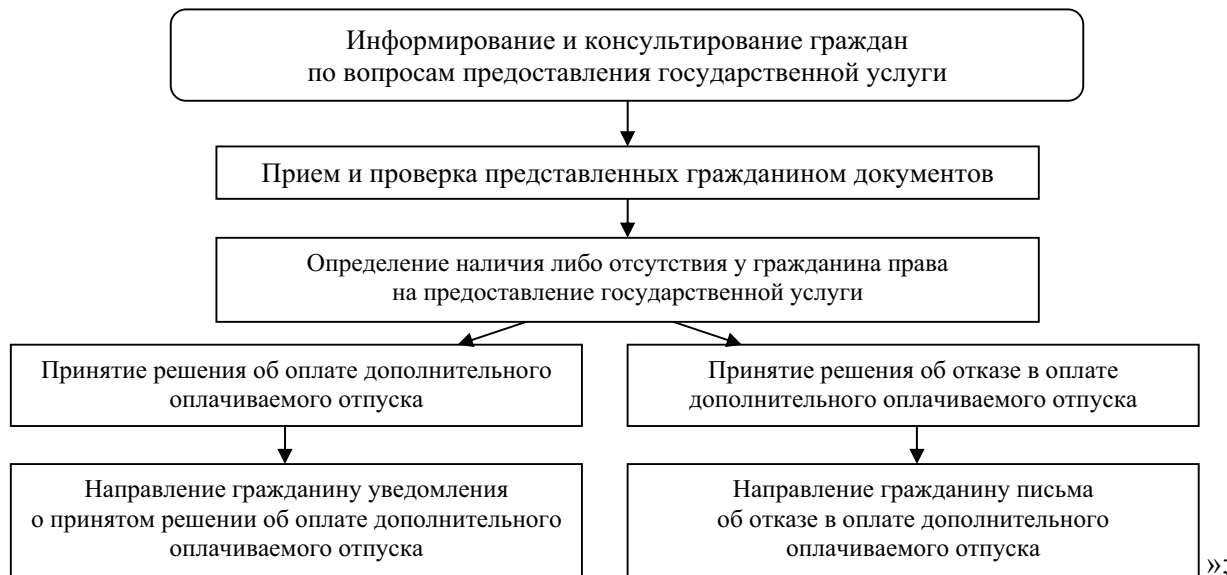 Информирование и консультирование граждан
по вопросам предоставления государственной услуги
Прием и проверка представленных гражданином документов
Определение наличия либо отсутствия у гражданина права
на предоставление государственной услуги
Принятие решения об оплате дополнительного
оплачиваемого отпуска
Принятие решения об отказе в оплате
дополнительного оплачиваемого отпуска
Направление гражданину уведомления
о принятом решении об оплате дополнительного
оплачиваемого отпуска
Направление гражданину письма
об отказе в оплате дополнительного
оплачиваемого отпуска
»;